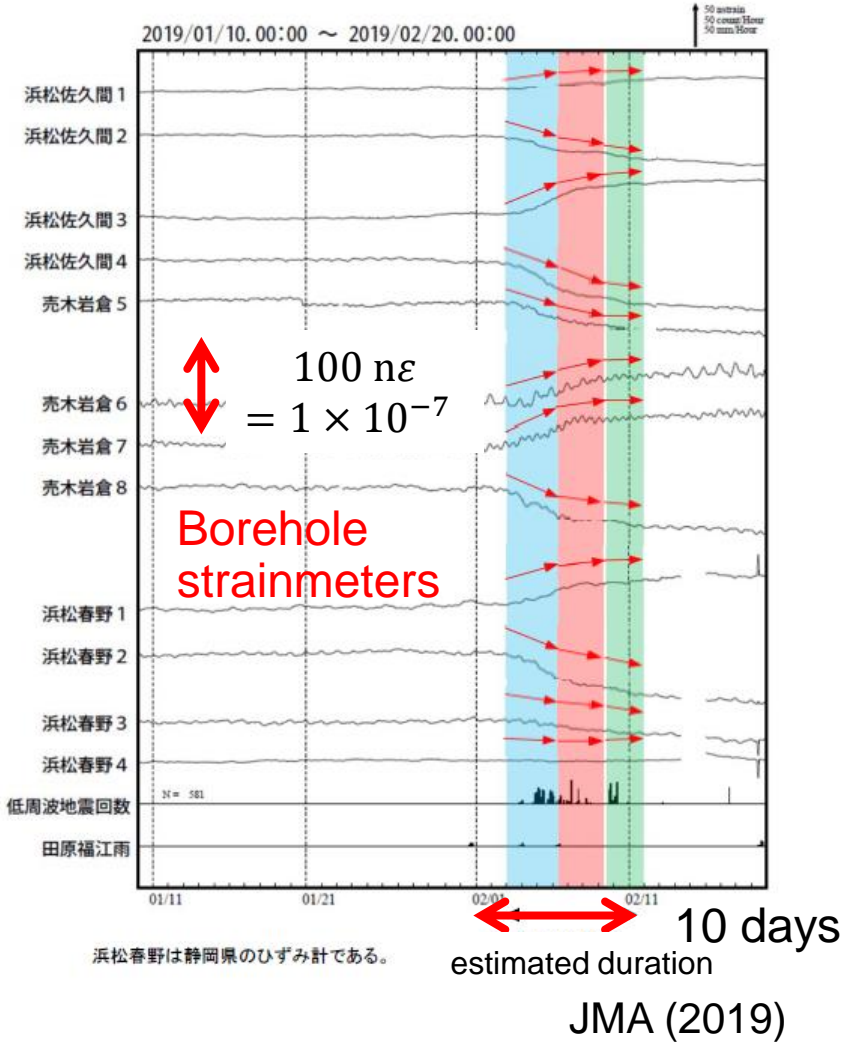 50 nstrain
50 count/Hour
50 mm/Hour
2019/01/10.00:00 ～ 2019/02/20.00:00
浜松佐久間1
浜松佐久間2
浜松佐久間3
浜松佐久間4
売木岩倉5
100 nε
= 1 × 10⁻⁷
売木岩倉6
売木岩倉7
売木岩倉8
Borehole
strainmeters
浜松春野1
浜松春野2
浜松春野3
浜松春野4
低周波地震回数
N = 581
田原福江雨
01/11 01/21 02/01 02/11
10 days
浜松春野は静岡県のひずみ計である。
estimated duration
JMA (2019)